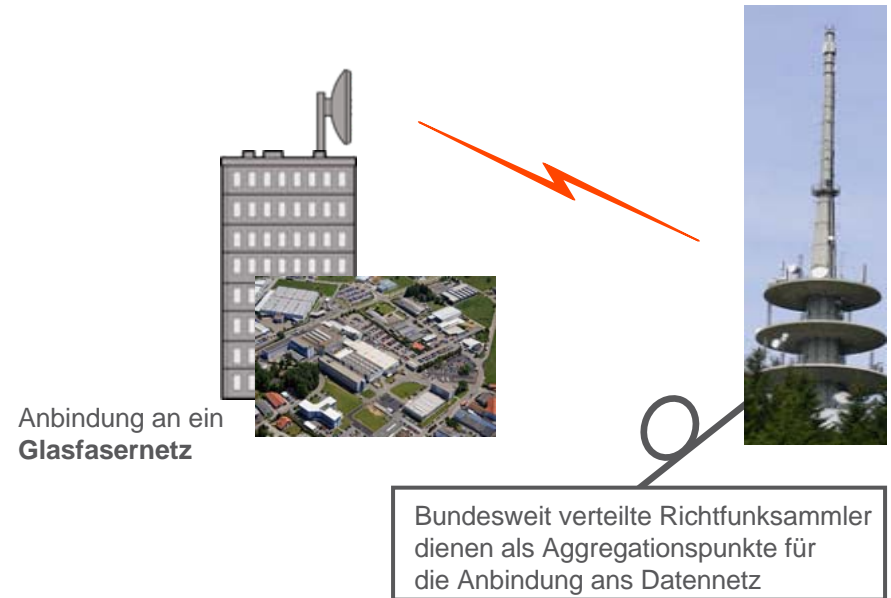 Anbindung an ein
Glasfasernetz
Bundesweit verteilte Richtfunksammler
dienen als Aggregationspunkte für
die Anbindung ans Datennetz